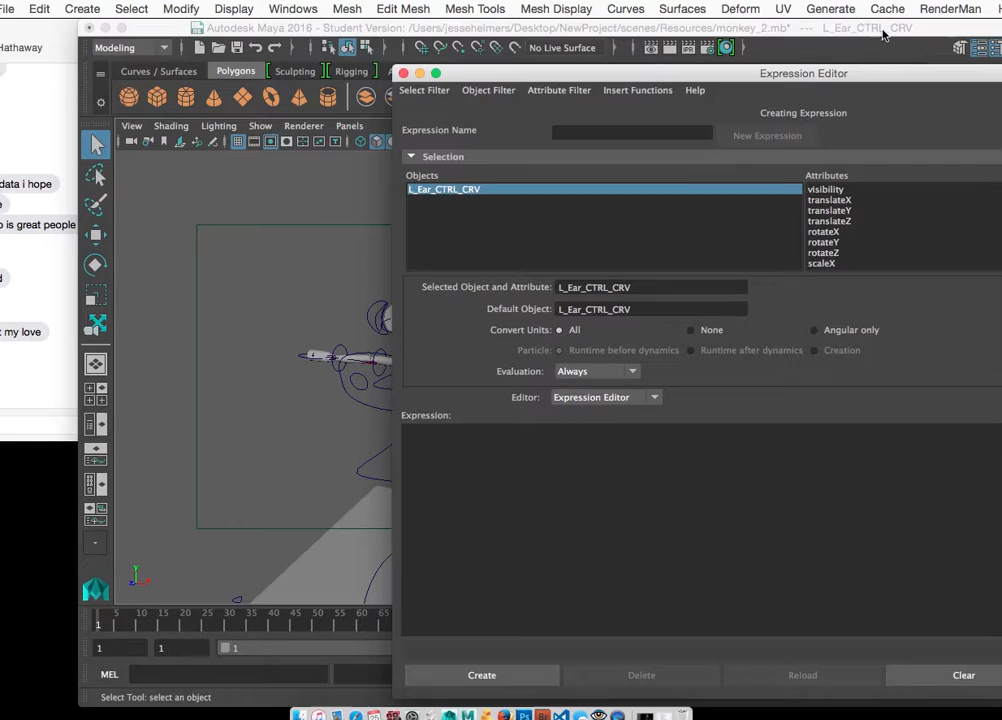 File Edit Create Select Modify Display Windows Mesh Edit Mesh Mesh Tools Mesh Display Curves Surfaces Deform UV Generate Cache RenderMan H
Autodesk Maya 2016 - Student Version: /Users/jesseheimers/Desktop/NewProject/scenes/Resources/monkey_2.mb* --- L_Ear_CTRL_CRV
Hathaway
Modeling
No Live Surface
Curves / Surfaces Polygons Sculpting Rigging
Expression Editor
Select Filter Object Filter Attribute Filter Insert Functions Help
Creating Expression
View Shading Lighting Show Renderer Panels
Expression Name
New Expression
Selection
Objects Attributes
data i hope
L_Ear_CTRL_CRV visibility
translateX
translateY
o is great people
translateZ
rotateX
rotateY
rotateZ
scaleX
d
Selected Object and Attribute: L_Ear_CTRL_CRV
Default Object: L_Ear_CTRL_CRV
t my love
Convert Units: All None Angular only
Particle: Runtime before dynamics Runtime after dynamics Creation
Evaluation: Always
Editor: Expression Editor
Expression:
y
z x
5 10 15 20 25 30 35 40 45 50 55 60 65
1
1 1 1
MEL
Create Delete Reload Clear
Select Tool: select an object